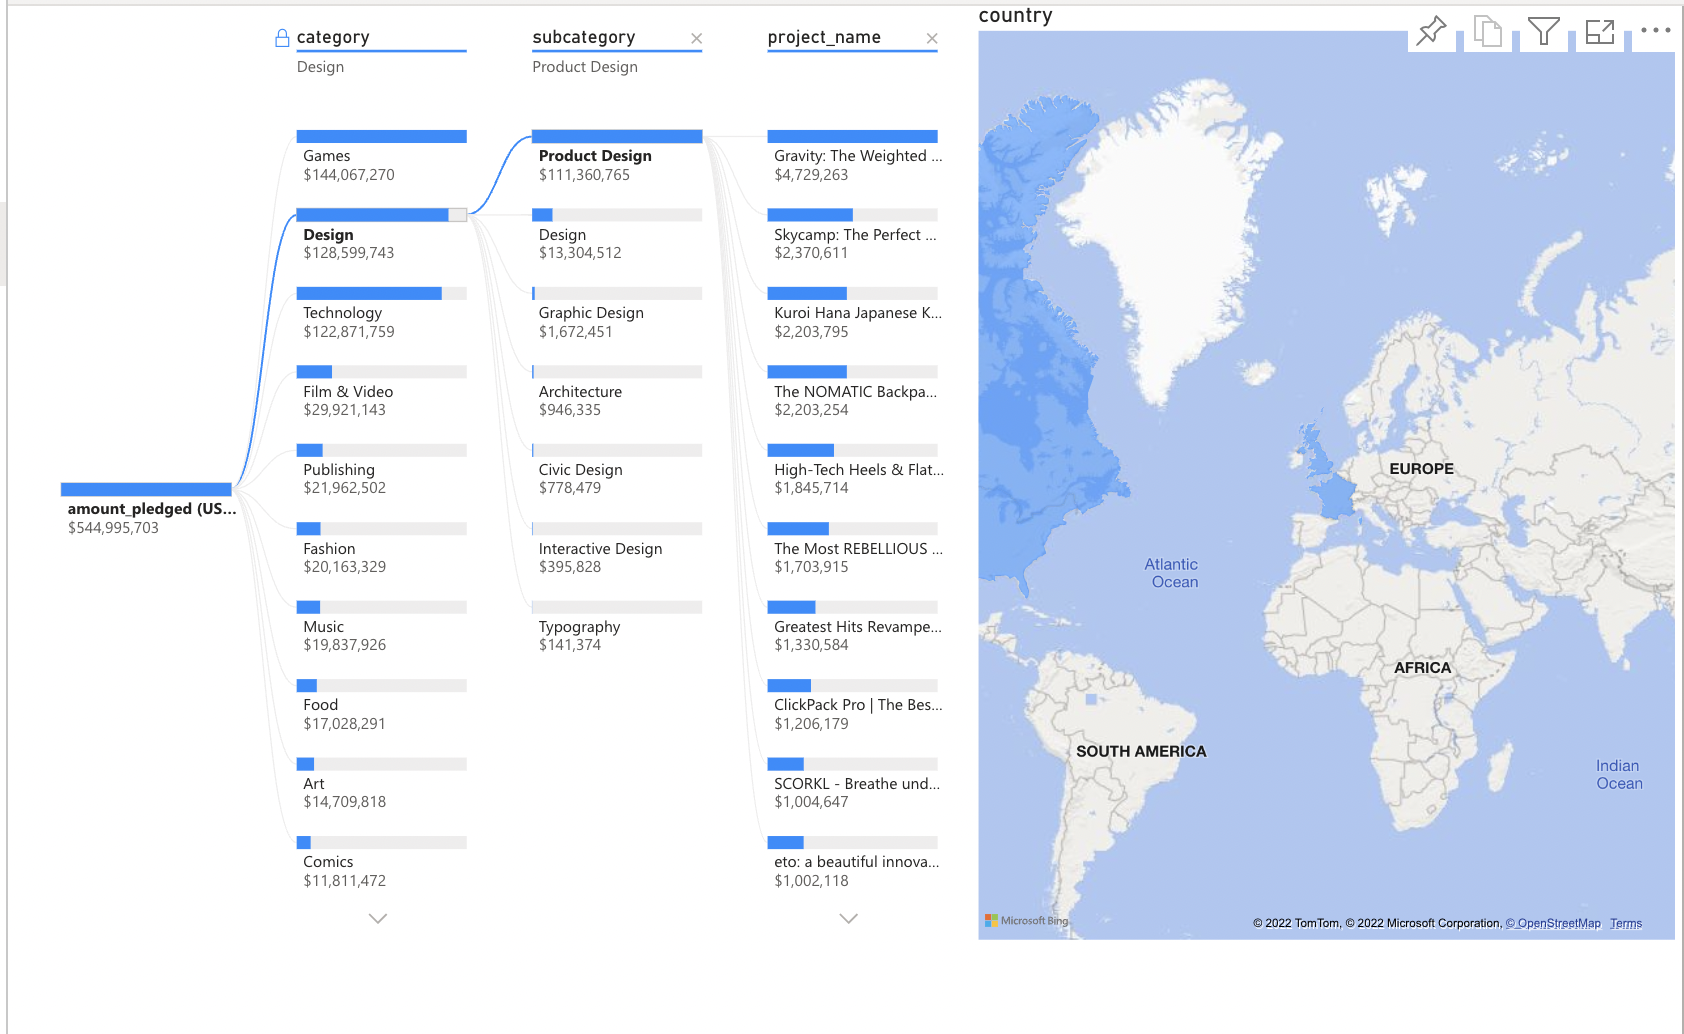 category
Design
subcategory
Product Design
project_name
country
amount_pledged (US...
$544,995,703
Games
$144,067,270
Design
$128,599,743
Technology
$122,871,759
Film & Video
$29,921,143
Publishing
$21,962,502
Fashion
$20,163,329
Music
$19,837,926
Food
$17,028,291
Art
$14,709,818
Comics
$11,811,472
Product Design
$111,360,765
Design
$13,304,512
Graphic Design
$1,672,451
Architecture
$946,335
Civic Design
$778,479
Interactive Design
$395,828
Typography
$141,374
Gravity: The Weighted ...
$4,729,263
Skycamp: The Perfect ...
$2,370,611
Kuroi Hana Japanese K...
$2,203,795
The NOMATIC Backpa...
$2,203,254
High-Tech Heels & Flat...
$1,845,714
The Most REBELLIOUS ...
$1,703,915
Greatest Hits Revampe...
$1,330,584
ClickPack Pro | The Bes...
$1,206,179
SCORKL - Breathe und...
$1,004,647
eto: a beautiful innova...
$1,002,118
EUROPE
Atlantic
Ocean
AFRICA
SOUTH AMERICA
Indian
Ocean
Microsoft Bing
© 2022 TomTom, © 2022 Microsoft Corporation, © OpenStreetMap Terms